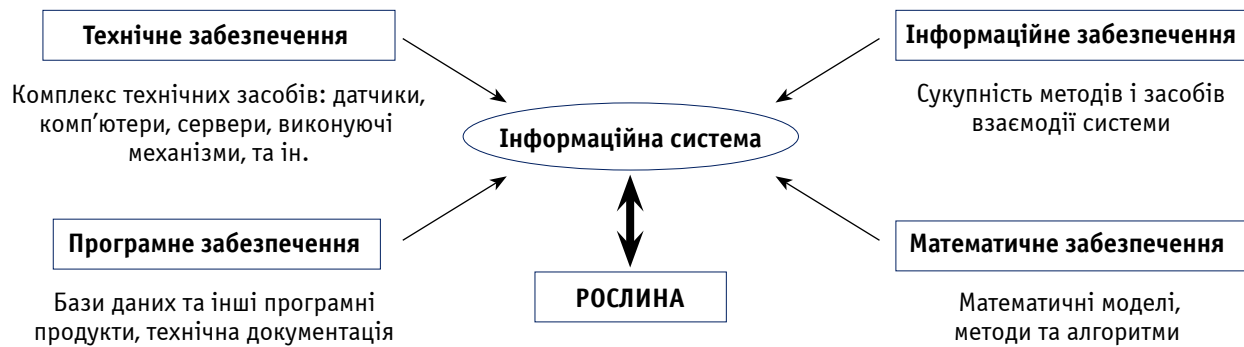 Технічне забезпечення
Комплекс технічних засобів: датчики,
комп'ютери, сервери, виконуючі
механізми, та ін.
Інформаційне забезпечення
Сукупність методів і засобів
взаємодії системи
Інформаційна система
Програмне забезпечення
Бази даних та інші програмні
продукти, технічна документація
РОСЛИНА
Математичне забезпечення
Математичні моделі,
методи та алгоритми